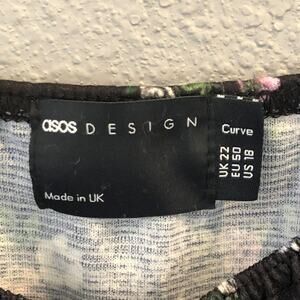 asos DESIGN
Made in UK
Curve
UK 22
EU 50
US 18